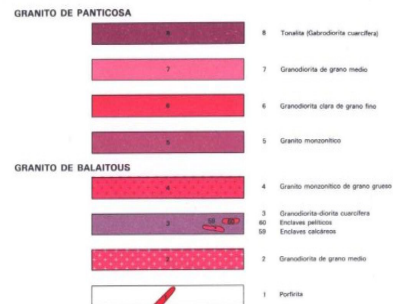 GRANITO DE PANTICOSA
8 8 Tonalita (Gabrodiorita cuarcífera)
7 7 Granodiorita de grano medio
6 6 Granodiorita clara de grano fino
5 5 Granito monzonítico
GRANITO DE BALAITOUS
4 4 Granito monzonítico de grano grueso
3 59 60 3 Granodiorita-diorita cuarcífera
60 Enclaves pelíticos
59 Enclaves calcáreos
2 2 Granodiorita de grano medio
1 Porfirita